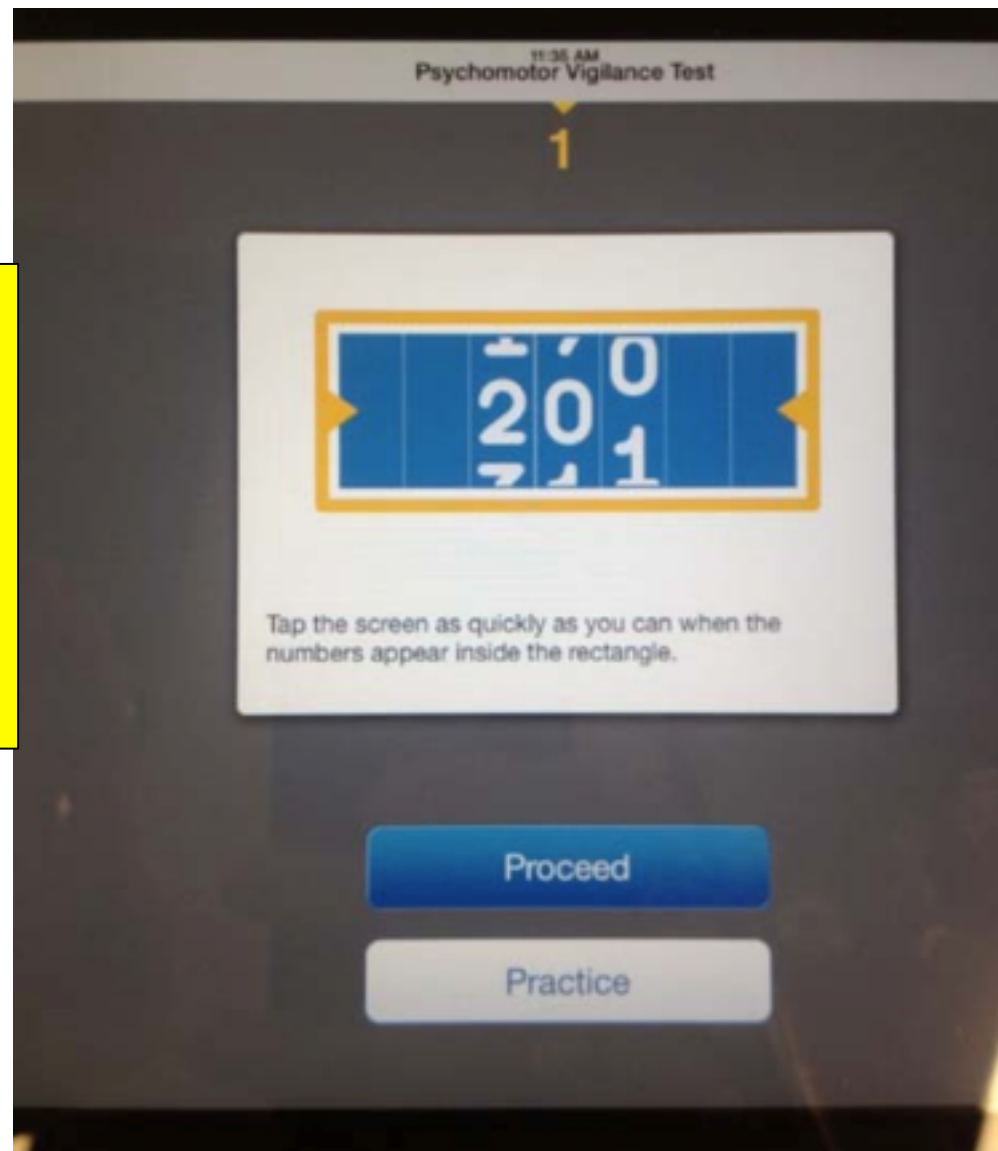 11:35 AM
Psychomotor Vigilance Test
1
20
0
1
Tap the screen as quickly as you can when the
numbers appear inside the rectangle.
Proceed
Practice